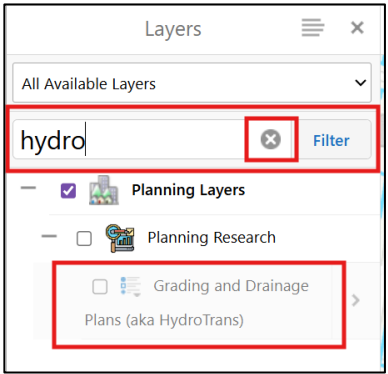 Layers
All Available Layers
hydro
Filter
Planning Layers
Planning Research
Grading and Drainage
Plans (aka HydroTrans)